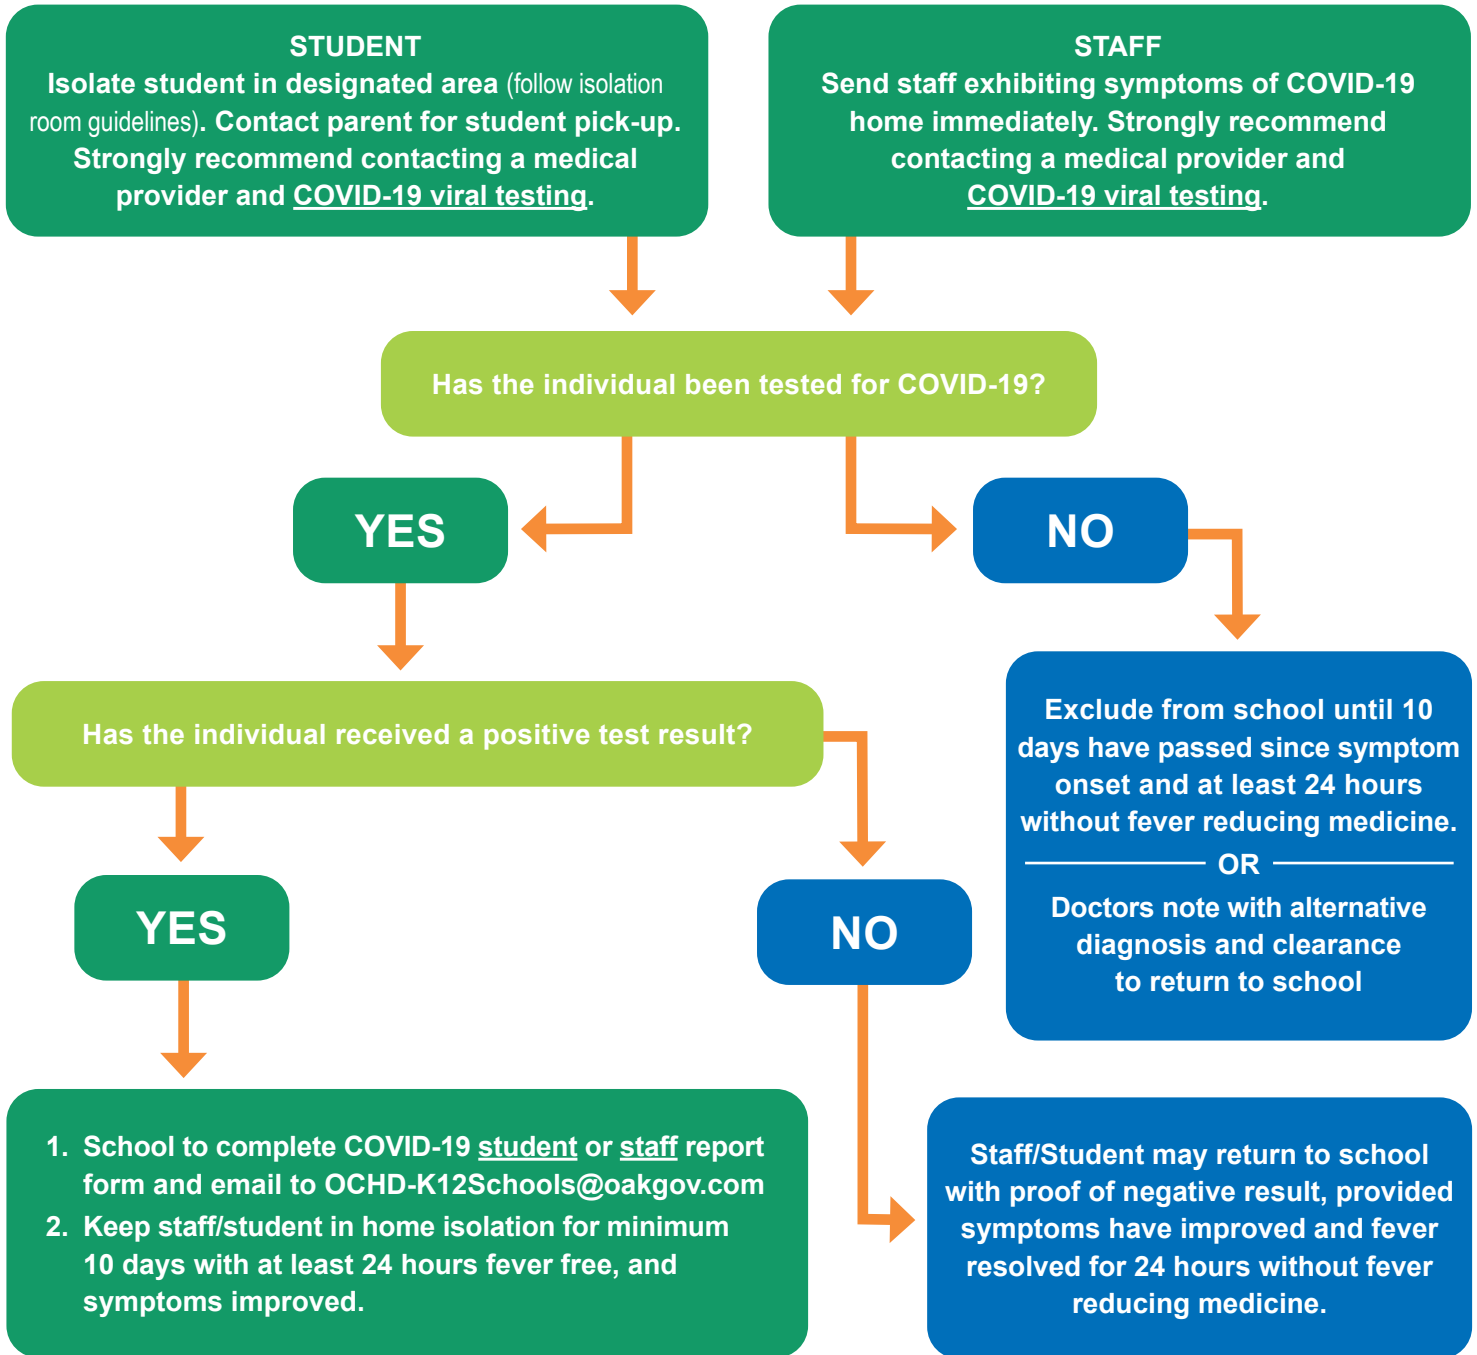 STUDENT
Isolate student in designated area (follow isolation
room guidelines). Contact parent for student pick-up.
Strongly recommend contacting a medical
provider and COVID-19 viral testing.
STAFF
Send staff exhibiting symptoms of COVID-19
home immediately. Strongly recommend
contacting a medical provider and
COVID-19 viral testing.
Has the individual been tested for COVID-19?
YES
NO
Has the individual received a positive test result?
Exclude from school until 10
days have passed since symptom
onset and at least 24 hours
without fever reducing medicine.
OR
Doctors note with alternative
diagnosis and clearance
to return to school
YES
NO
1. School to complete COVID-19 student or staff report
form and email to OCHD-K12Schools@oakgov.com
2. Keep staff/student in home isolation for minimum
10 days with at least 24 hours fever free, and
symptoms improved.
Staff/Student may return to school
with proof of negative result, provided
symptoms have improved and fever
resolved for 24 hours without fever
reducing medicine.